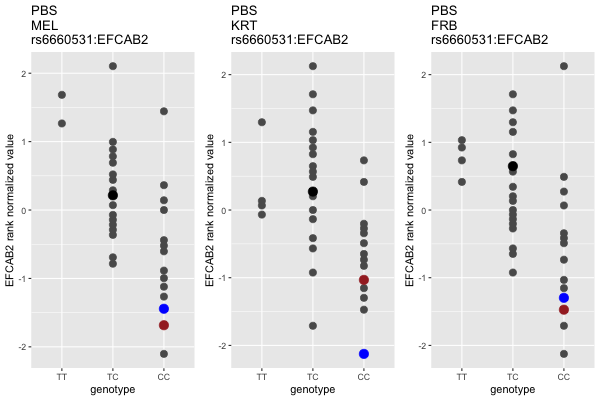 PBS
MEL
rs6660531:EFCAB2
EFCAB2 rank normalized value
2
1
0
-1
-2
TT
TC
CC
genotype
PBS
KRT
rs6660531:EFCAB2
EFCAB2 rank normalized value
2
1
0
-1
-2
TT
TC
CC
genotype
PBS
FRB
rs6660531:EFCAB2
EFCAB2 rank normalized value
2
1
0
-1
-2
TT
TC
CC
genotype